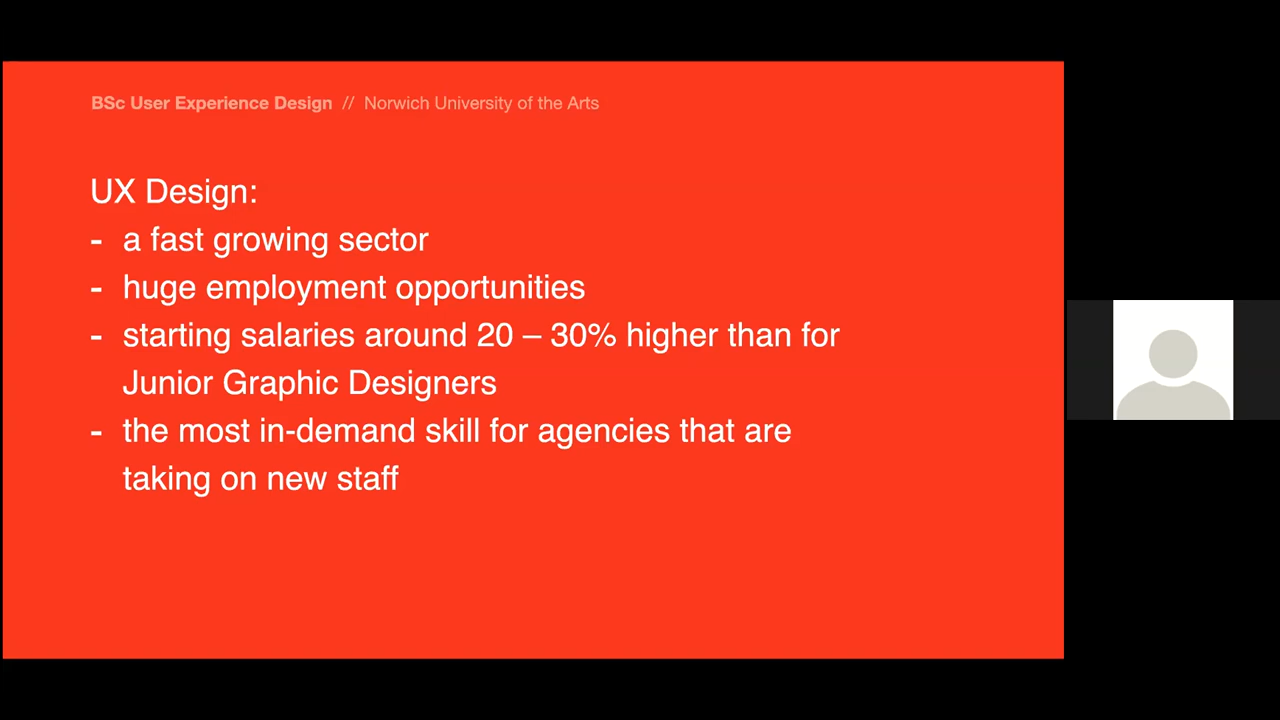 BSc User Experience Design // Norwich University of the Arts
UX Design:
- a fast growing sector
- huge employment opportunities
- starting salaries around 20 – 30% higher than for
Junior Graphic Designers
- the most in-demand skill for agencies that are
taking on new staff